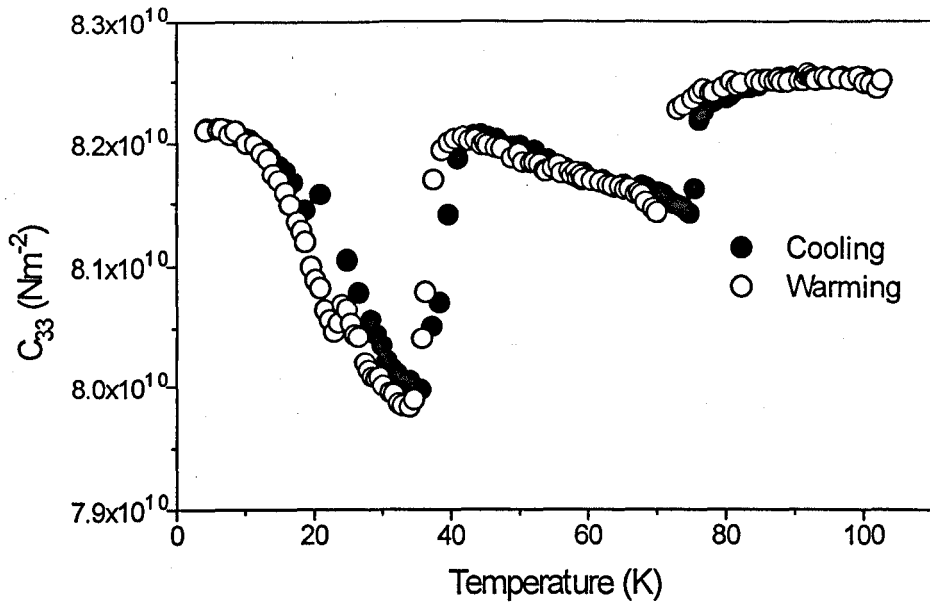 8.3x10¹⁰
8.2x10¹⁰
8.1x10¹⁰
8.0x10¹⁰
7.9x10¹⁰
C₃₃ (Nm⁻²)
0 20 40 60 80 100
Temperature (K)
Cooling
Warming